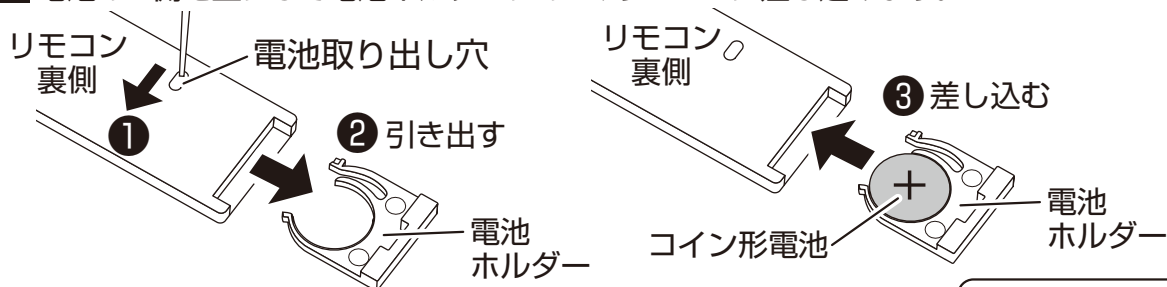 リモコン
裏側
電池取り出し穴
❶
❷ 引き出す
電池
ホルダー
リモコン
裏側
❸ 差し込む
+
コイン形電池
電池
ホルダー